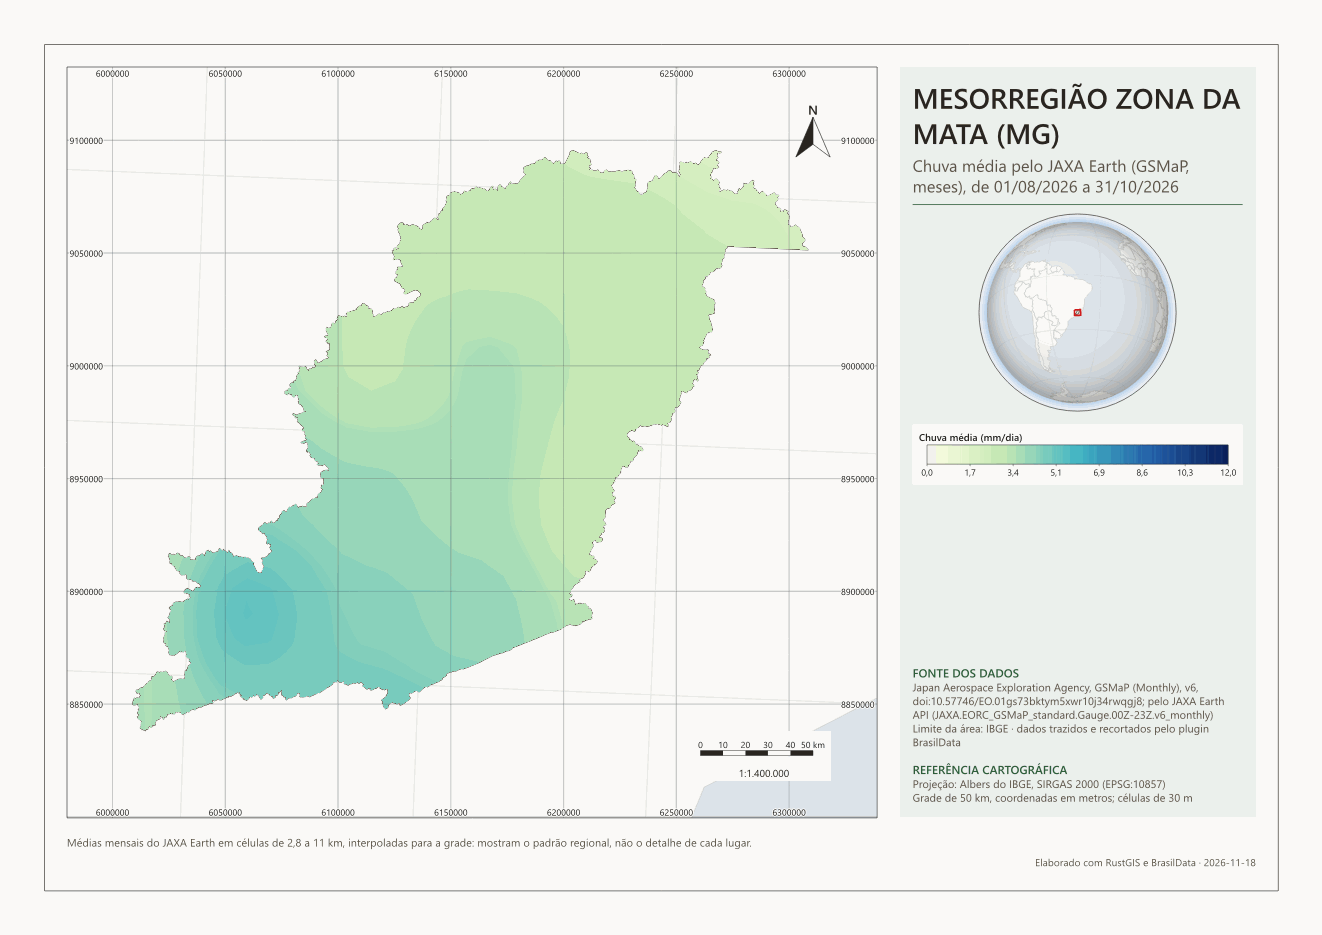 6000000 6050000 6100000 6150000 6200000 6250000 6300000
N
9100000 9100000
9050000 9050000
9000000 9000000
8950000 8950000
8900000 8900000
8850000 8850000
0 10 20 30 40 50 km
1:1.400.000
6000000 6050000 6100000 6150000 6200000 6250000 6300000
MESORREGIÃO ZONA DA
MATA (MG)
Chuva média pelo JAXA Earth (GSMaP,
meses), de 01/08/2026 a 31/10/2026
Chuva média (mm/dia)
0,0 1,7 3,4 5,1 6,9 8,6 10,3 12,0
FONTE DOS DADOS
Japan Aerospace Exploration Agency, GSMaP (Monthly), v6,
doi:10.57746/EO.01gs73bktym5xwr10j34rwqgj8; pelo JAXA Earth
API (JAXA.EORC_GSMaP_standard.Gauge.00Z-23Z.v6_monthly)
Limite da área: IBGE · dados trazidos e recortados pelo plugin
BrasilData
REFERÊNCIA CARTOGRÁFICA
Projeção: Albers do IBGE, SIRGAS 2000 (EPSG:10857)
Grade de 50 km, coordenadas em metros; células de 30 m
Médias mensais do JAXA Earth em células de 2,8 a 11 km, interpoladas para a grade: mostram o padrão regional, não o detalhe de cada lugar.
Elaborado com RustGIS e BrasilData · 2026-11-18